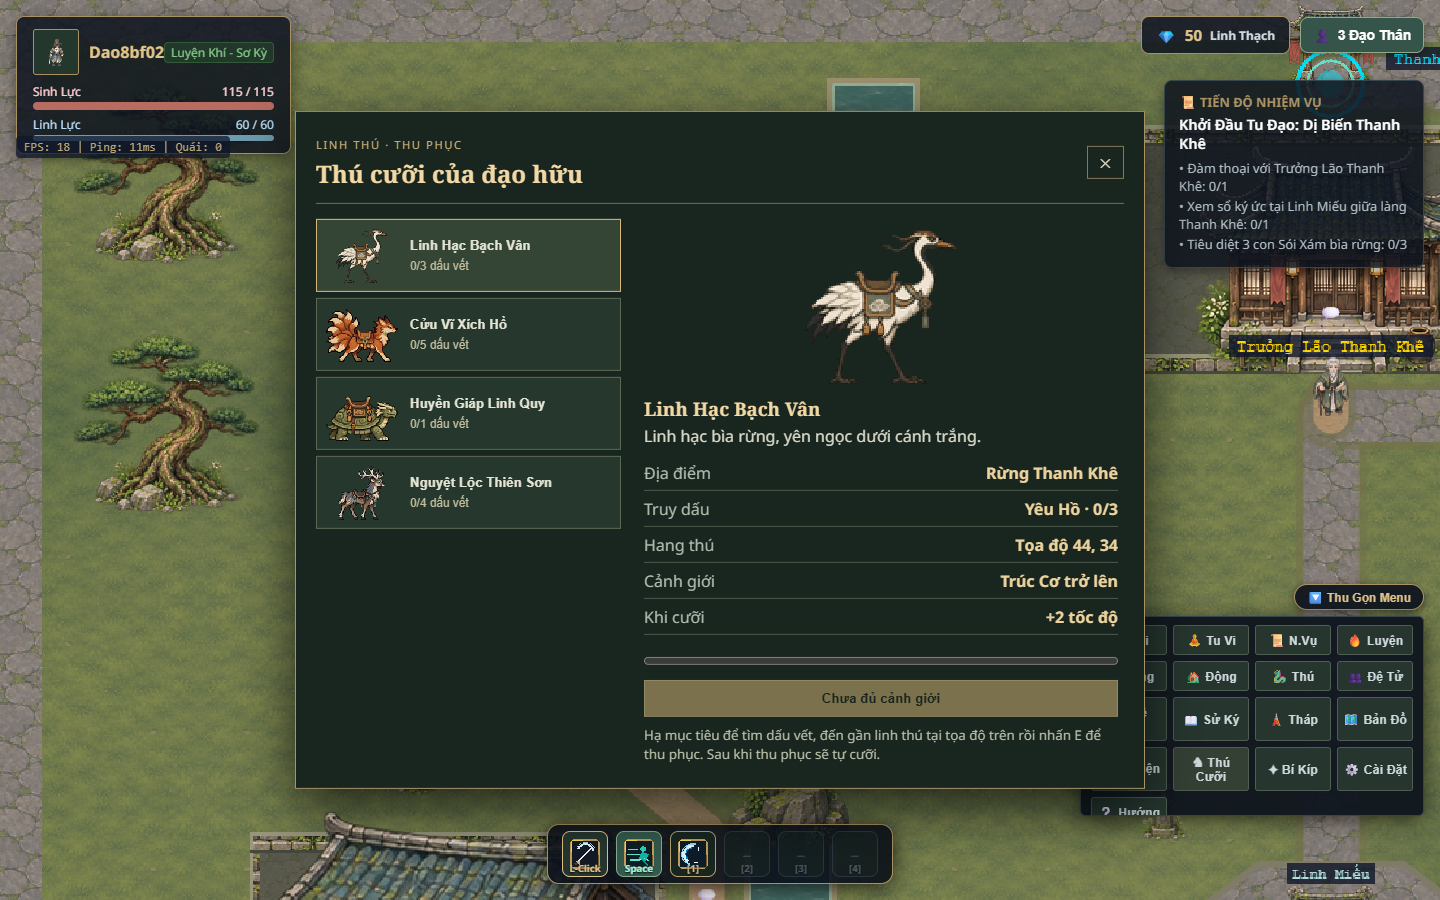 Dao8bf02
Luyện Khí - Sơ Kỳ
Sinh Lực
115 / 115
Linh Lực
60 / 60
FPS: 18 | Ping: 11ms | Quái: 0
50 Linh Thạch
3 Đạo Thân
Thanh
TIẾN ĐỘ NHIỆM VỤ
Khởi Đầu Tu Đạo: Dị Biến Thanh
Khê
• Đàm thoại với Trưởng Lão Thanh
Khê: 0/1
• Xem sổ ký ức tại Linh Miếu giữa làng
Thanh Khê: 0/1
• Tiêu diệt 3 con Sói Xám bìa rừng: 0/3
Trưởng Lão Thanh Khê
LINH THÚ · THU PHỤC
Thú cưỡi của đạo hữu
×
Linh Hạc Bạch Vân
0/3 dấu vết
Cửu Vĩ Xích Hồ
0/5 dấu vết
Huyền Giáp Linh Quy
0/1 dấu vết
Nguyệt Lộc Thiên Sơn
0/4 dấu vết
Linh Hạc Bạch Vân
Linh hạc bìa rừng, yên ngọc dưới cánh trắng.
Địa điểm
Rừng Thanh Khê
Truy dấu
Yêu Hồ · 0/3
Hang thú
Tọa độ 44, 34
Cảnh giới
Trúc Cơ trở lên
Khi cưỡi
+2 tốc độ
Chưa đủ cảnh giới
Hạ mục tiêu để tìm dấu vết, đến gần linh thú tại tọa độ trên rồi nhấn E để
thu phục. Sau khi thu phục sẽ tự cưỡi.
Thu Gọn Menu
Tu Vi
N.Vụ
Luyện
Động
Thú
Đệ Tử
Sử Ký
Tháp
Bản Đồ
Thú
Cưỡi
Bí Kíp
Cài Đặt
? Hướng
L-Click
Space
[1]
[2]
[3]
[4]
Linh Miếu